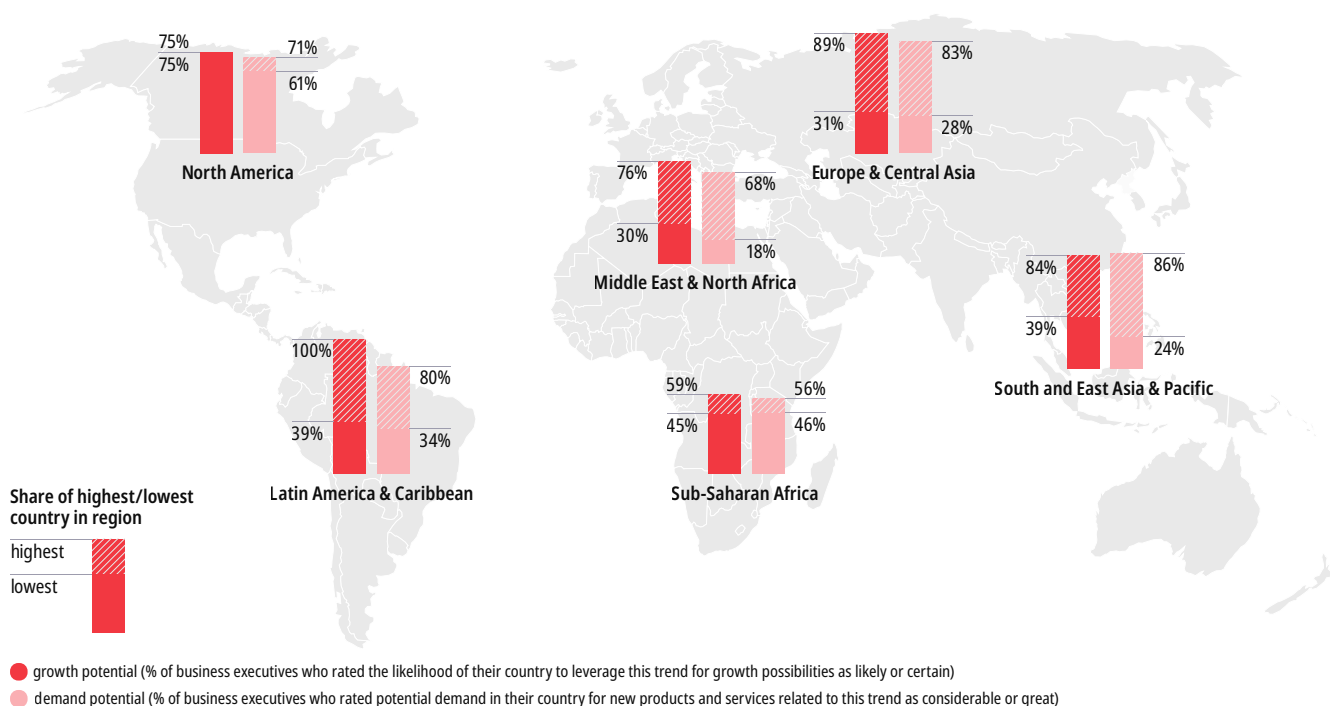 75%
75%
71%
61%
North America
89%
31%
83%
28%
Europe & Central Asia
76%
30%
68%
18%
Middle East & North Africa
84%
39%
86%
24%
South and East Asia & Pacific
100%
39%
80%
34%
Latin America & Caribbean
59%
45%
56%
46%
Sub-Saharan Africa
Share of highest/lowest
country in region
highest
lowest
growth potential (% of business executives who rated the likelihood of their country to leverage this trend for growth possibilities as likely or certain)
demand potential (% of business executives who rated potential demand in their country for new products and services related to this trend as considerable or great)